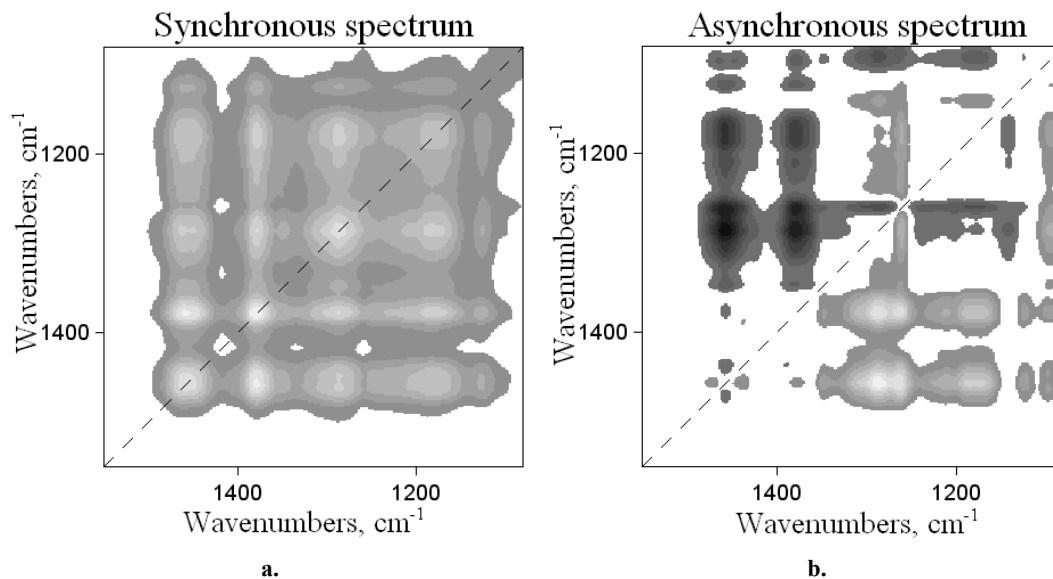 Synchronous spectrum
Wavenumbers, cm-1
1200
1400
1400
1200
Wavenumbers, cm-1
a.
Asynchronous spectrum
Wavenumbers, cm-1
1200
1400
1400
1200
Wavenumbers, cm-1
b.